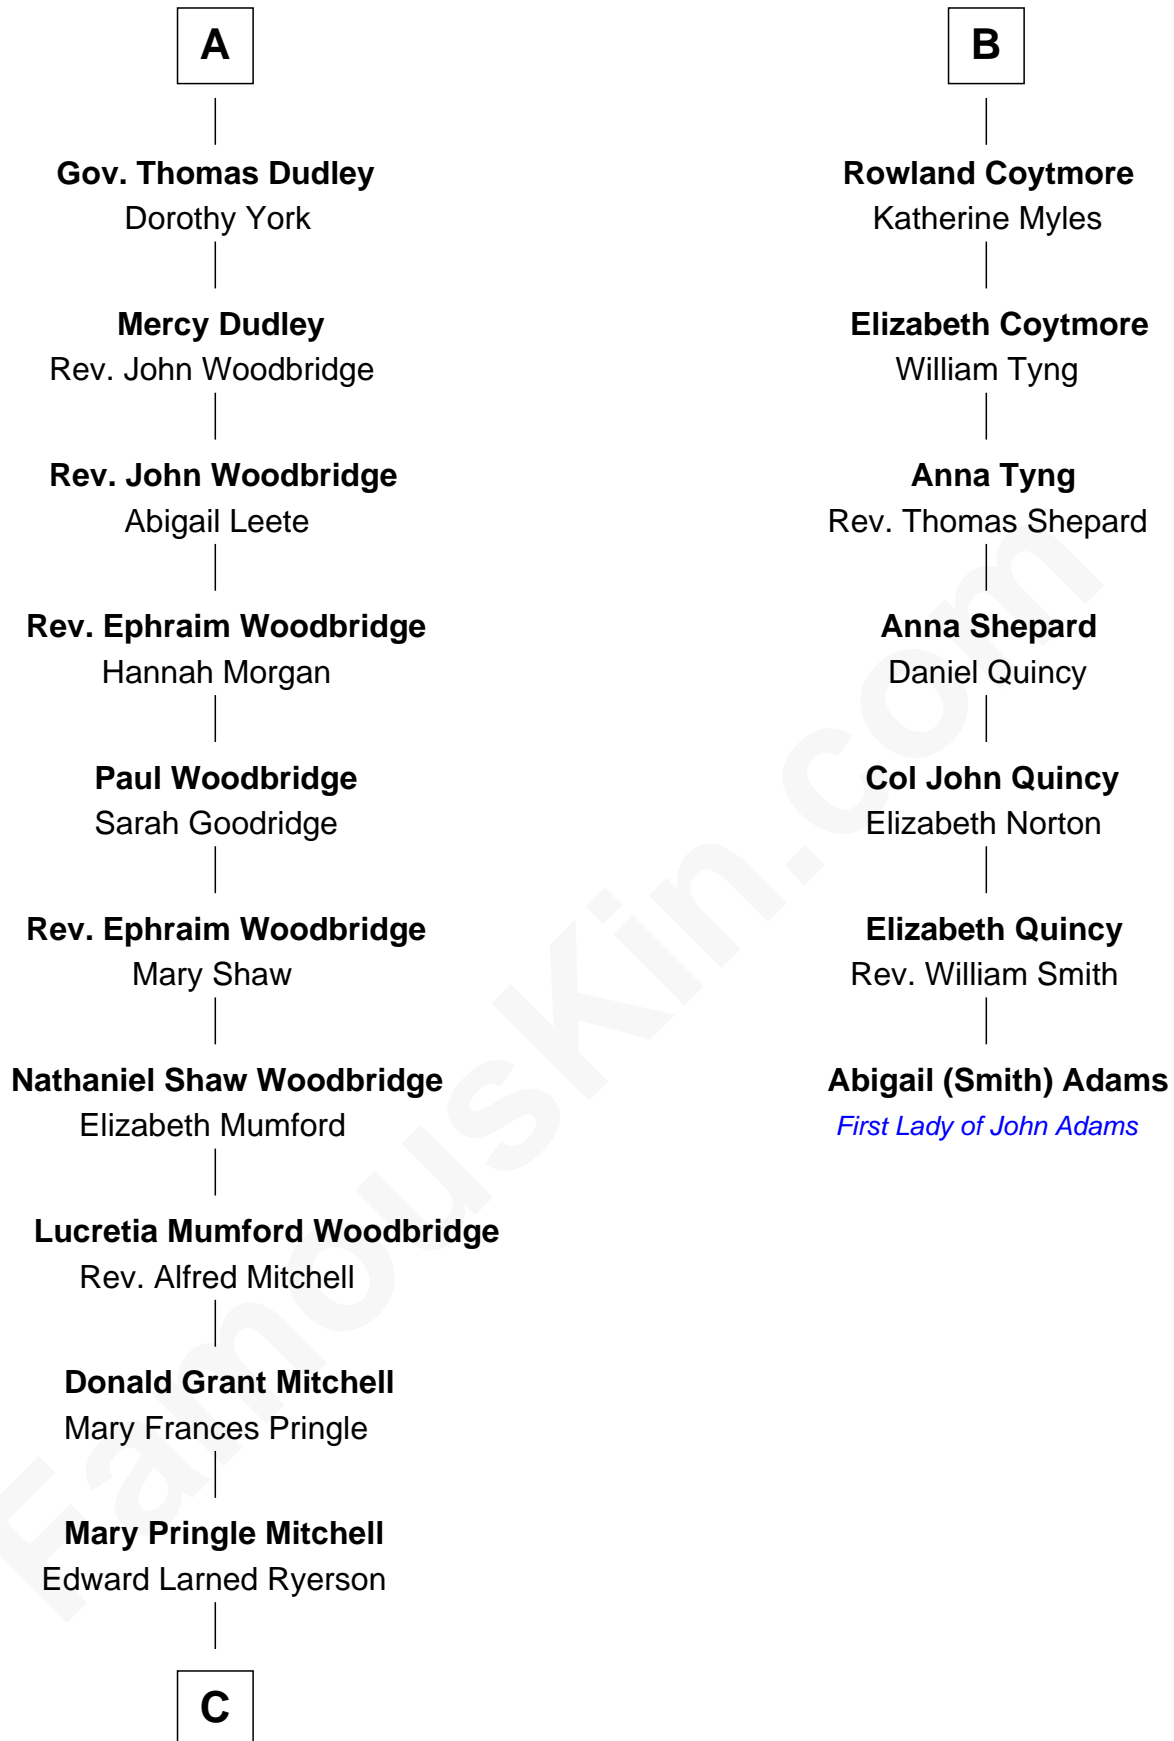 A
Gov. Thomas Dudley
Dorothy York
Mercy Dudley
Rev. John Woodbridge
Rev. John Woodbridge
Abigail Leete
Rev. Ephraim Woodbridge
Hannah Morgan
Paul Woodbridge
Sarah Goodridge
Rev. Ephraim Woodbridge
Mary Shaw
Nathaniel Shaw Woodbridge
Elizabeth Mumford
Lucretia Mumford Woodbridge
Rev. Alfred Mitchell
Donald Grant Mitchell
Mary Frances Pringle
Mary Pringle Mitchell
Edward Larned Ryerson
C
B
Rowland Coytmore
Katherine Myles
Elizabeth Coytmore
William Tyng
Anna Tyng
Rev. Thomas Shepard
Anna Shepard
Daniel Quincy
Col John Quincy
Elizabeth Norton
Elizabeth Quincy
Rev. William Smith
Abigail (Smith) Adams
First Lady of John Adams
FamousKin.com